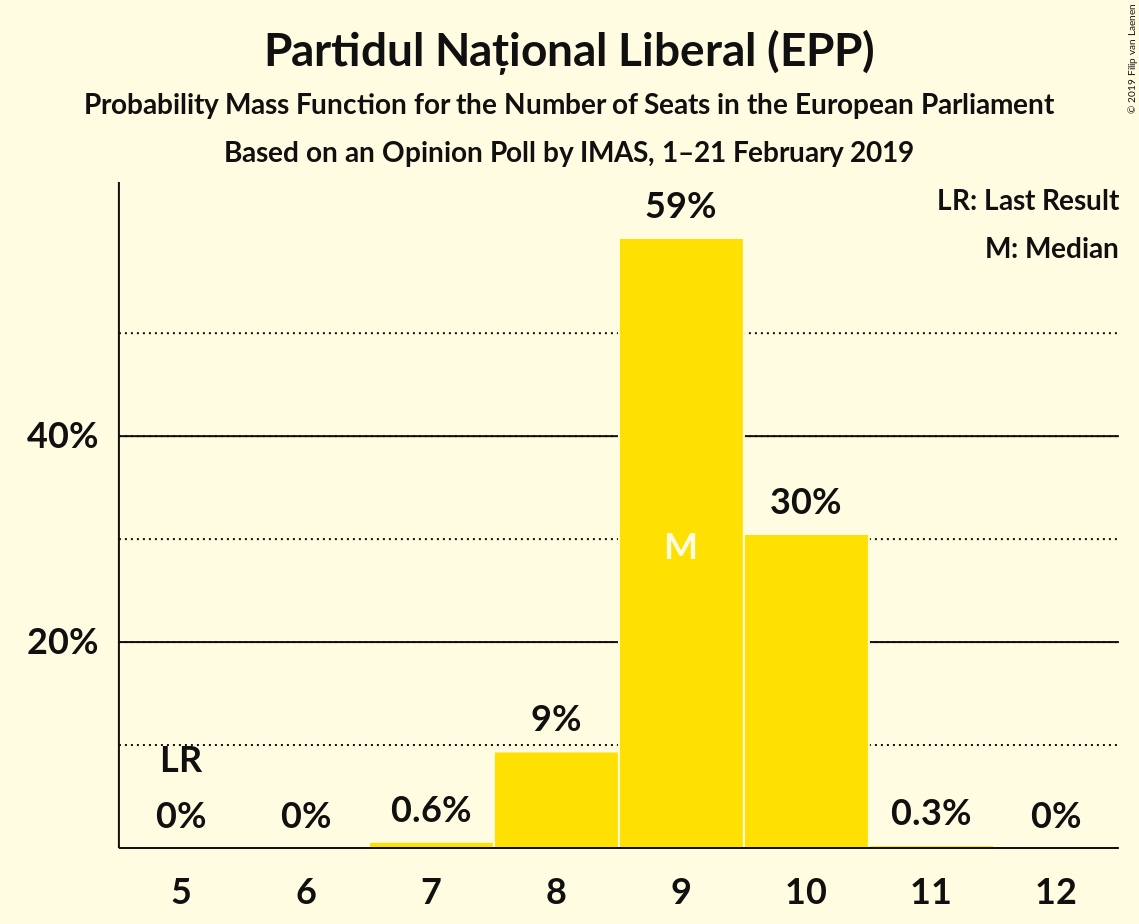 Partidul Național Liberal (EPP)
Probability Mass Function for the Number of Seats in the European Parliament
Based on an Opinion Poll by IMAS, 1–21 February 2019
© 2019 Filip van Laenen
LR: Last Result
M: Median
59%
40%
30%
M
20%
9%
LR
0%
0%
0.6%
0.3%
0%
5 6 7 8 9 10 11 12